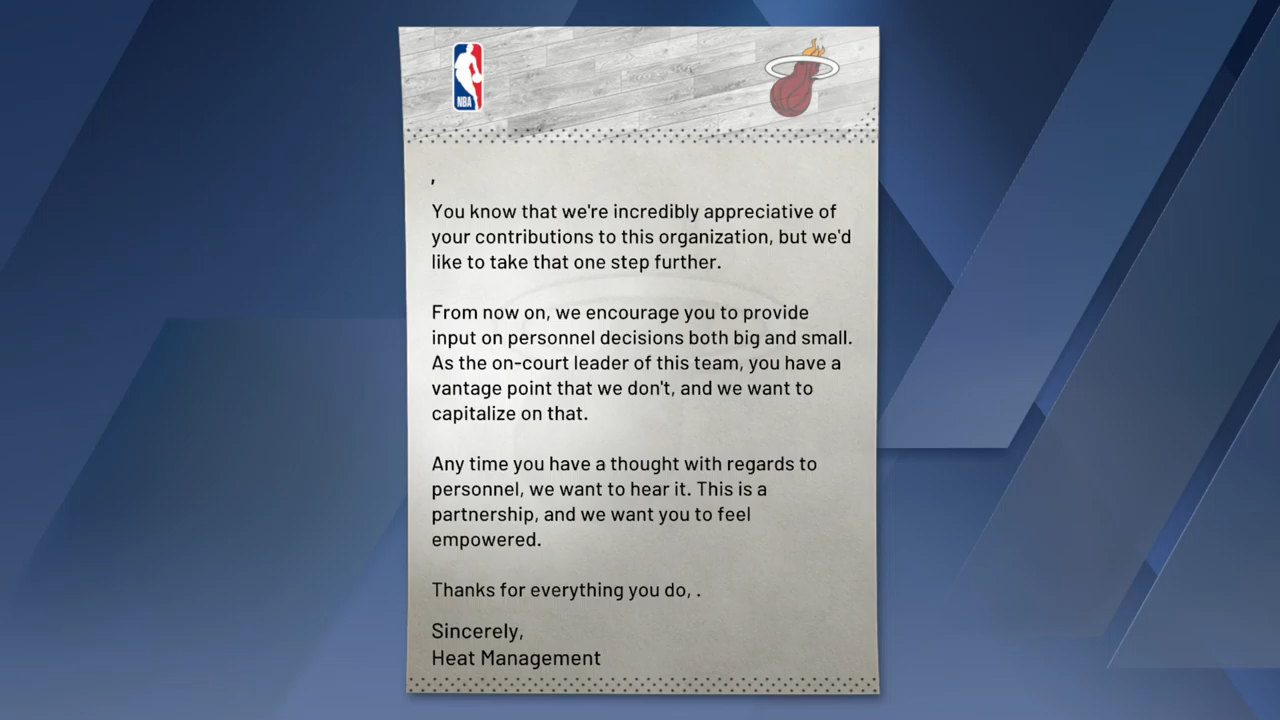 NBA
,
You know that we're incredibly appreciative of
your contributions to this organization, but we'd
like to take that one step further.
From now on, we encourage you to provide
input on personnel decisions both big and small.
As the on-court leader of this team, you have a
vantage point that we don't, and we want to
capitalize on that.
Any time you have a thought with regards to
personnel, we want to hear it. This is a
partnership, and we want you to feel
empowered.
Thanks for everything you do, .
Sincerely,
Heat Management